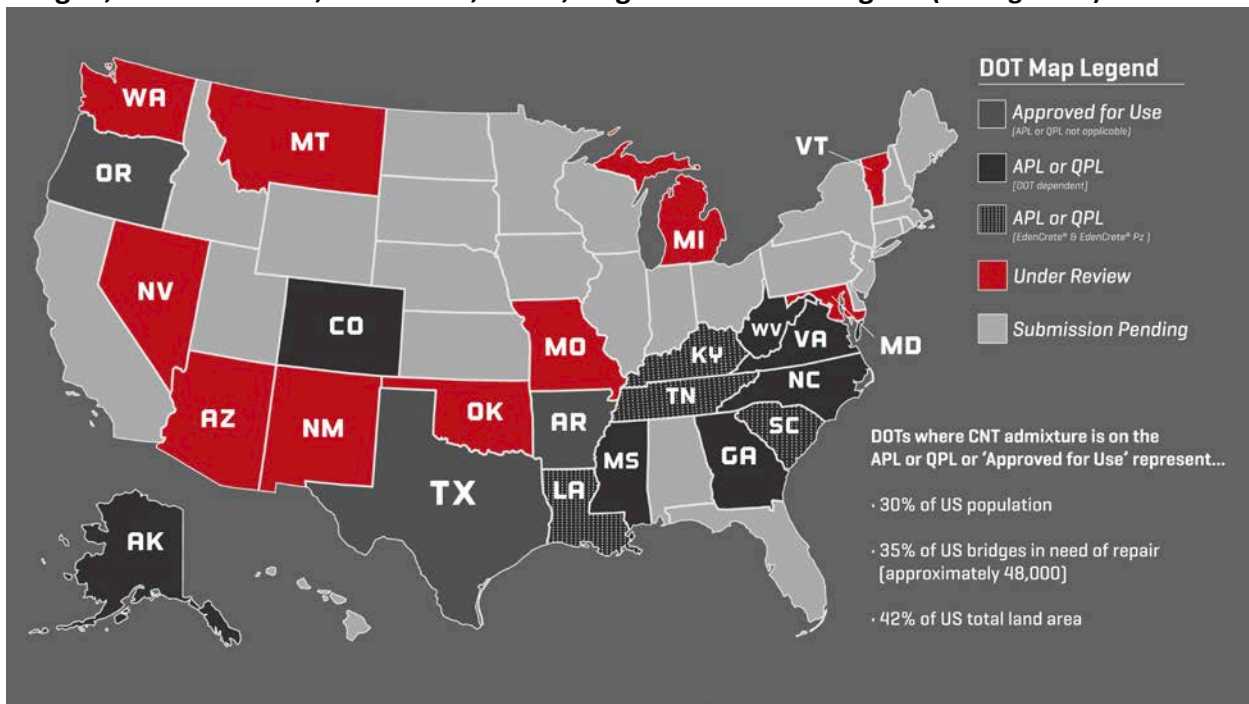 WA
MT
OR
VT
MI
NV
CO
MO
WV
VA
MD
KY
NC
TN
AZ
NM
OK
AR
SC
MS
GA
TX
LA
AK
DOT Map Legend
Approved for Use
(APL or QPL not applicable)
APL or QPL
(DOT dependent)
APL or QPL
(EdenCrete® & EdenCrete® Pz )
Under Review
Submission Pending
DOTs where CNT admixture is on the
APL or QPL or 'Approved for Use' represent...
· 30% of US population
· 35% of US bridges in need of repair
(approximately 48,000)
· 42% of US total land area